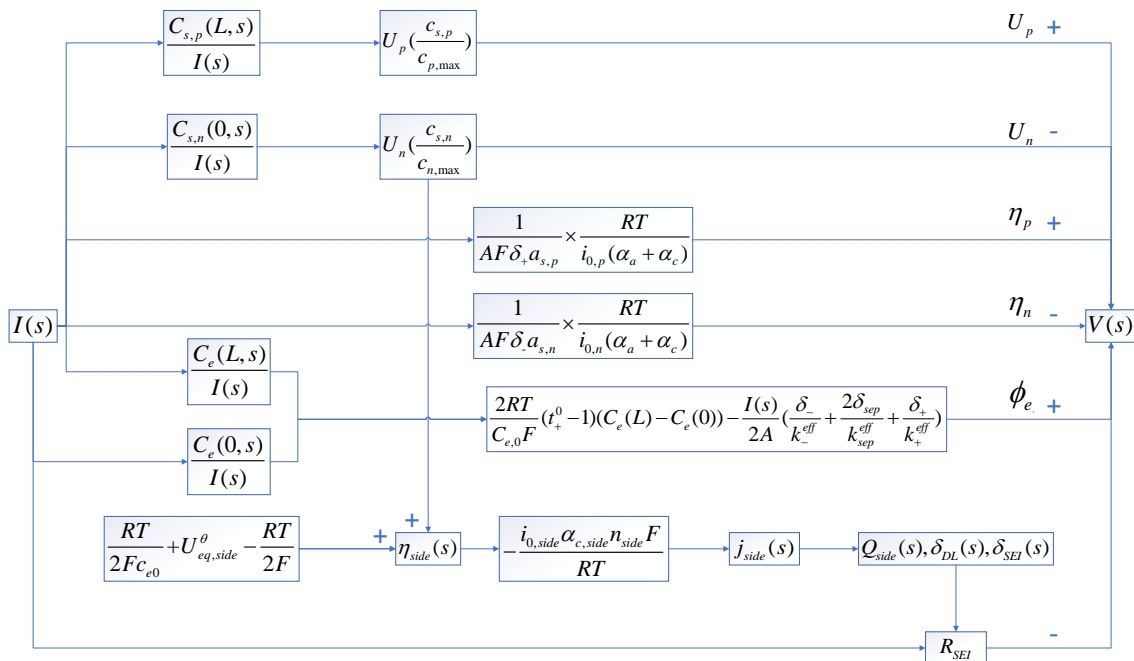 C_{s,p}(L,s) / I(s)
U_p(c_{s,p} / c_{p,max})
U_p +
C_{s,n}(0,s) / I(s)
U_n(c_{s,n} / c_{n,max})
U_n -
1 / AFδ_+a_{s,p} × RT / i_{0,p}(α_a + α_c)
η_p +
I(s)
1 / AFδ_-a_{s,n} × RT / i_{0,n}(α_a + α_c)
η_n -
V(s)
C_e(L,s) / I(s)
2RT / C_{e,0}F (t_+^0 -1)(C_e(L) - C_e(0)) - I(s) / 2A (δ_- / k_-^{eff} + 2δ_{sep} / k_{sep}^{eff} + δ_+ / k_+^{eff})
ϕ_e. +
C_e(0,s) / I(s)
RT / 2Fc_{e0} + U_{eq,side}^θ - RT / 2F
+
+
η_{side}(s)
- i_{0,side}α_{c,side}n_{side}F / RT
j_{side}(s)
Q_{side}(s),δ_{DL}(s),δ_{SEI}(s)
R_{SEI}
-